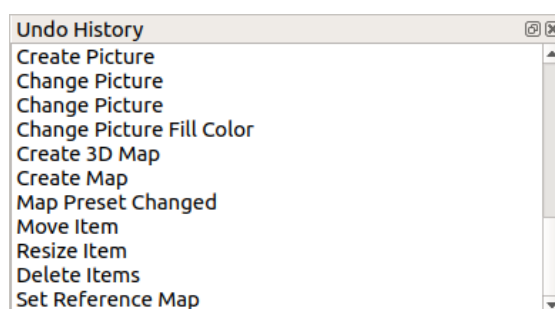 Undo History
Create Picture
Change Picture
Change Picture
Change Picture Fill Color
Create 3D Map
Create Map
Map Preset Changed
Move Item
Resize Item
Delete Items
Set Reference Map